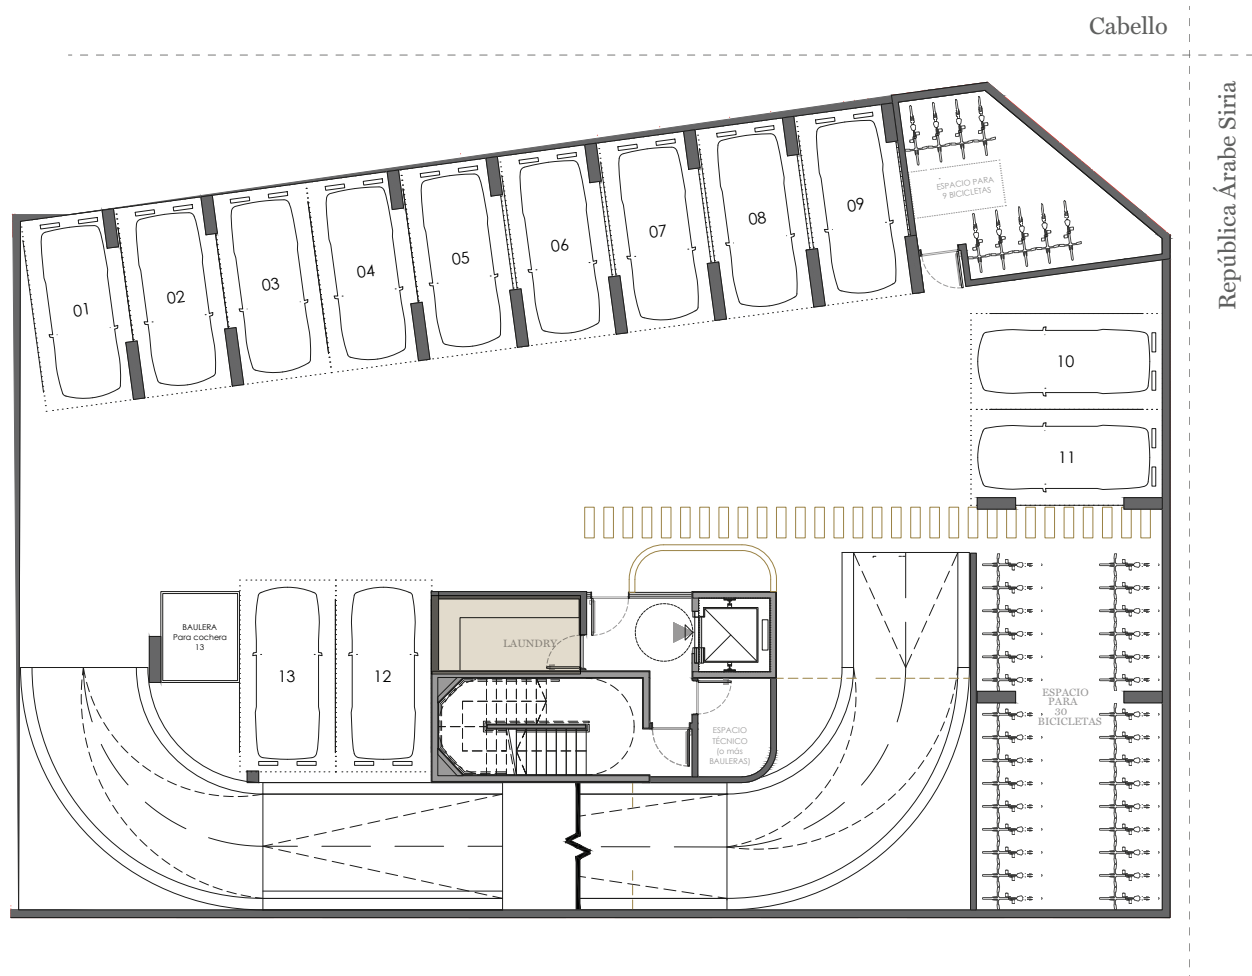 Cabello
República Árabe Siria
ESPACIO PARA
9 BICICLETAS
01
02
03
04
05
06
07
08
09
10
11
BAULERA
Para cochera
13
13
12
LAUNDRY
ESPACIO
TÉCNICO
(o más
BAULERAS)
ESPACIO
PARA
30
BICICLETAS